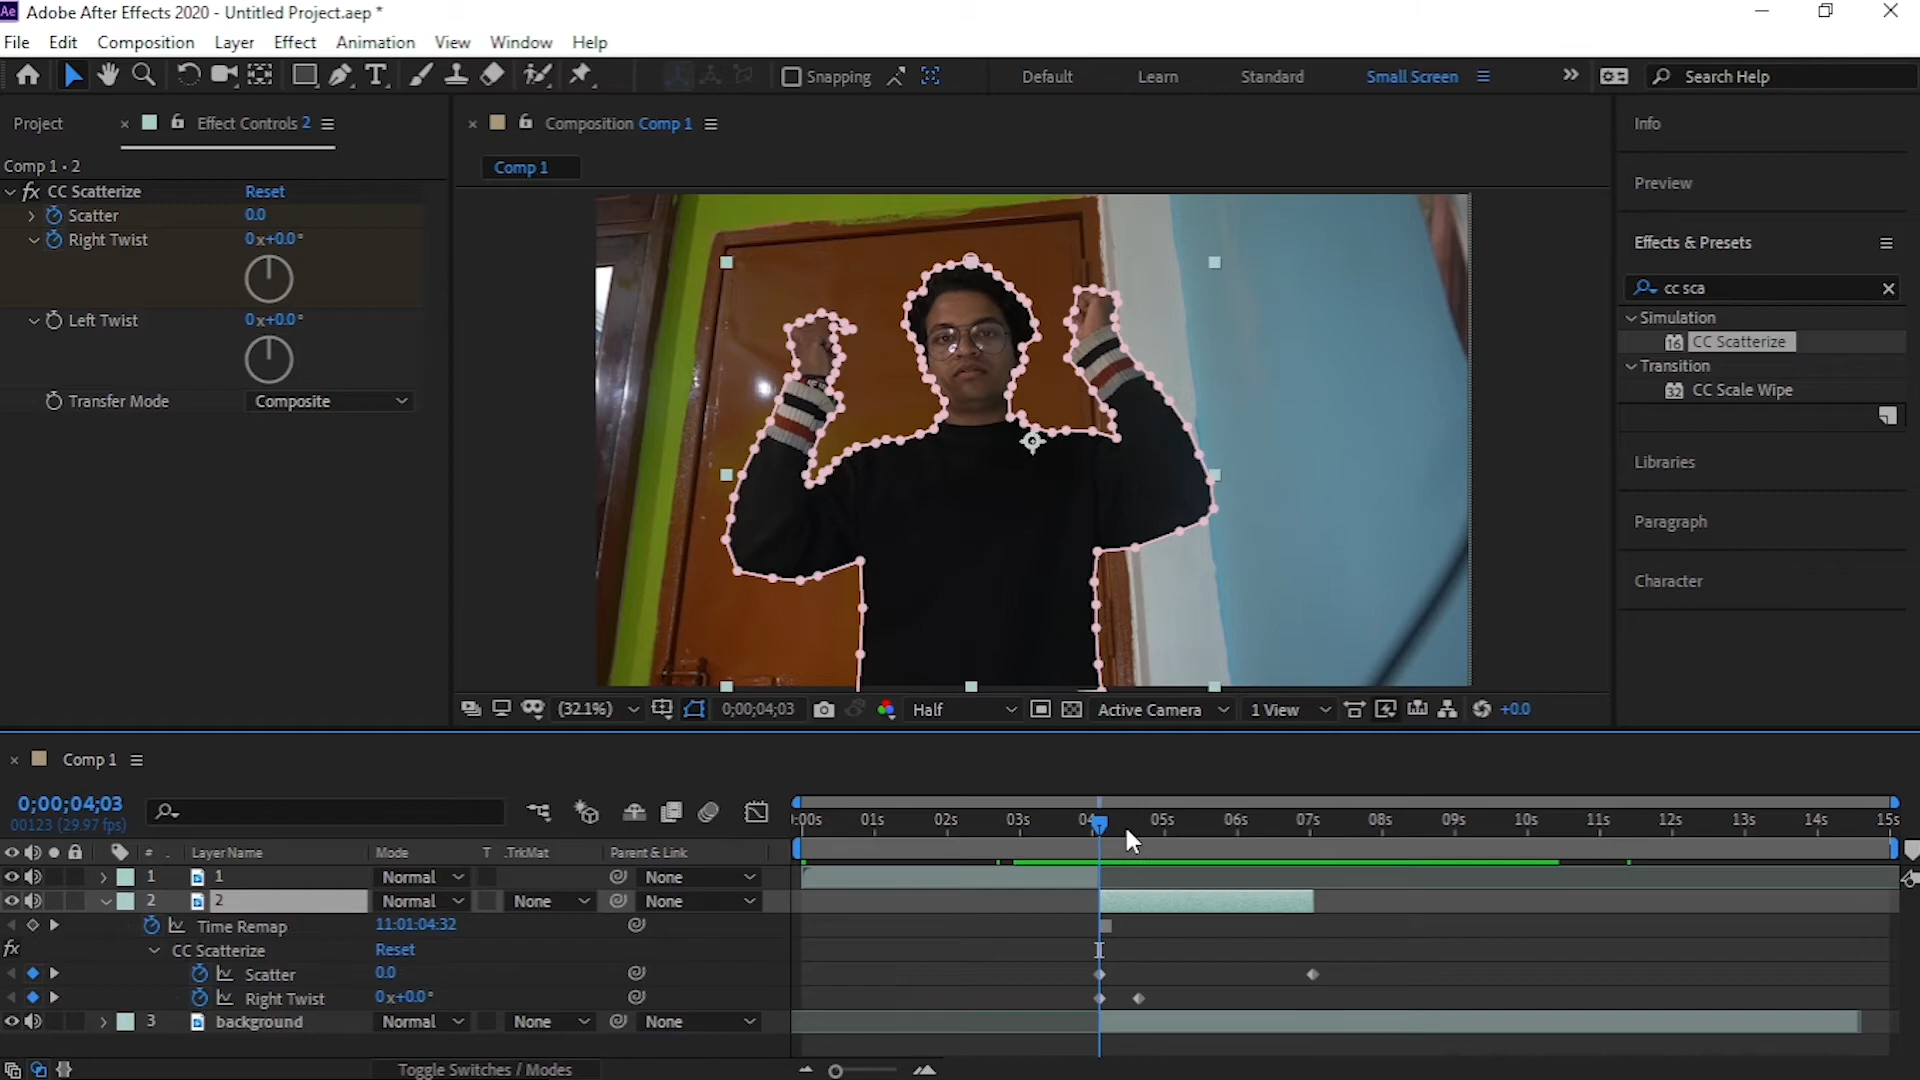 Ae Adobe After Effects 2020 - Untitled Project.aep *
File Edit Composition Layer Effect Animation View Window Help
T Snapping Default Learn Standard Small Screen Search Help
Project Effect Controls 2 Composition Comp 1 Info
Comp 1 • 2 Comp 1
fx CC Scatterize Reset Preview
Scatter 0.0
Right Twist 0x+0.0° Effects & Presets
cc sca
Left Twist 0x+0.0° Simulation
16 CC Scatterize
Transition
32 CC Scale Wipe
Transfer Mode Composite
Libraries
Paragraph
Character
(32.1%) 0;00;04;03 Half Active Camera 1 View +0.0
Comp 1
0;00;04;03
00123 (29.97 fps)
0:00s 01s 02s 03s 04 05s 06s 07s 08s 09s 10s 11s 12s 13s 14s 15s
# Layer Name Mode T .TrkMat Parent & Link
1 1 Normal None
2 2 Normal None None
Time Remap 11:01:04:32
fx CC Scatterize Reset
Scatter 0.0
Right Twist 0x+0.0°
3 background Normal None None
Toggle Switches / Modes